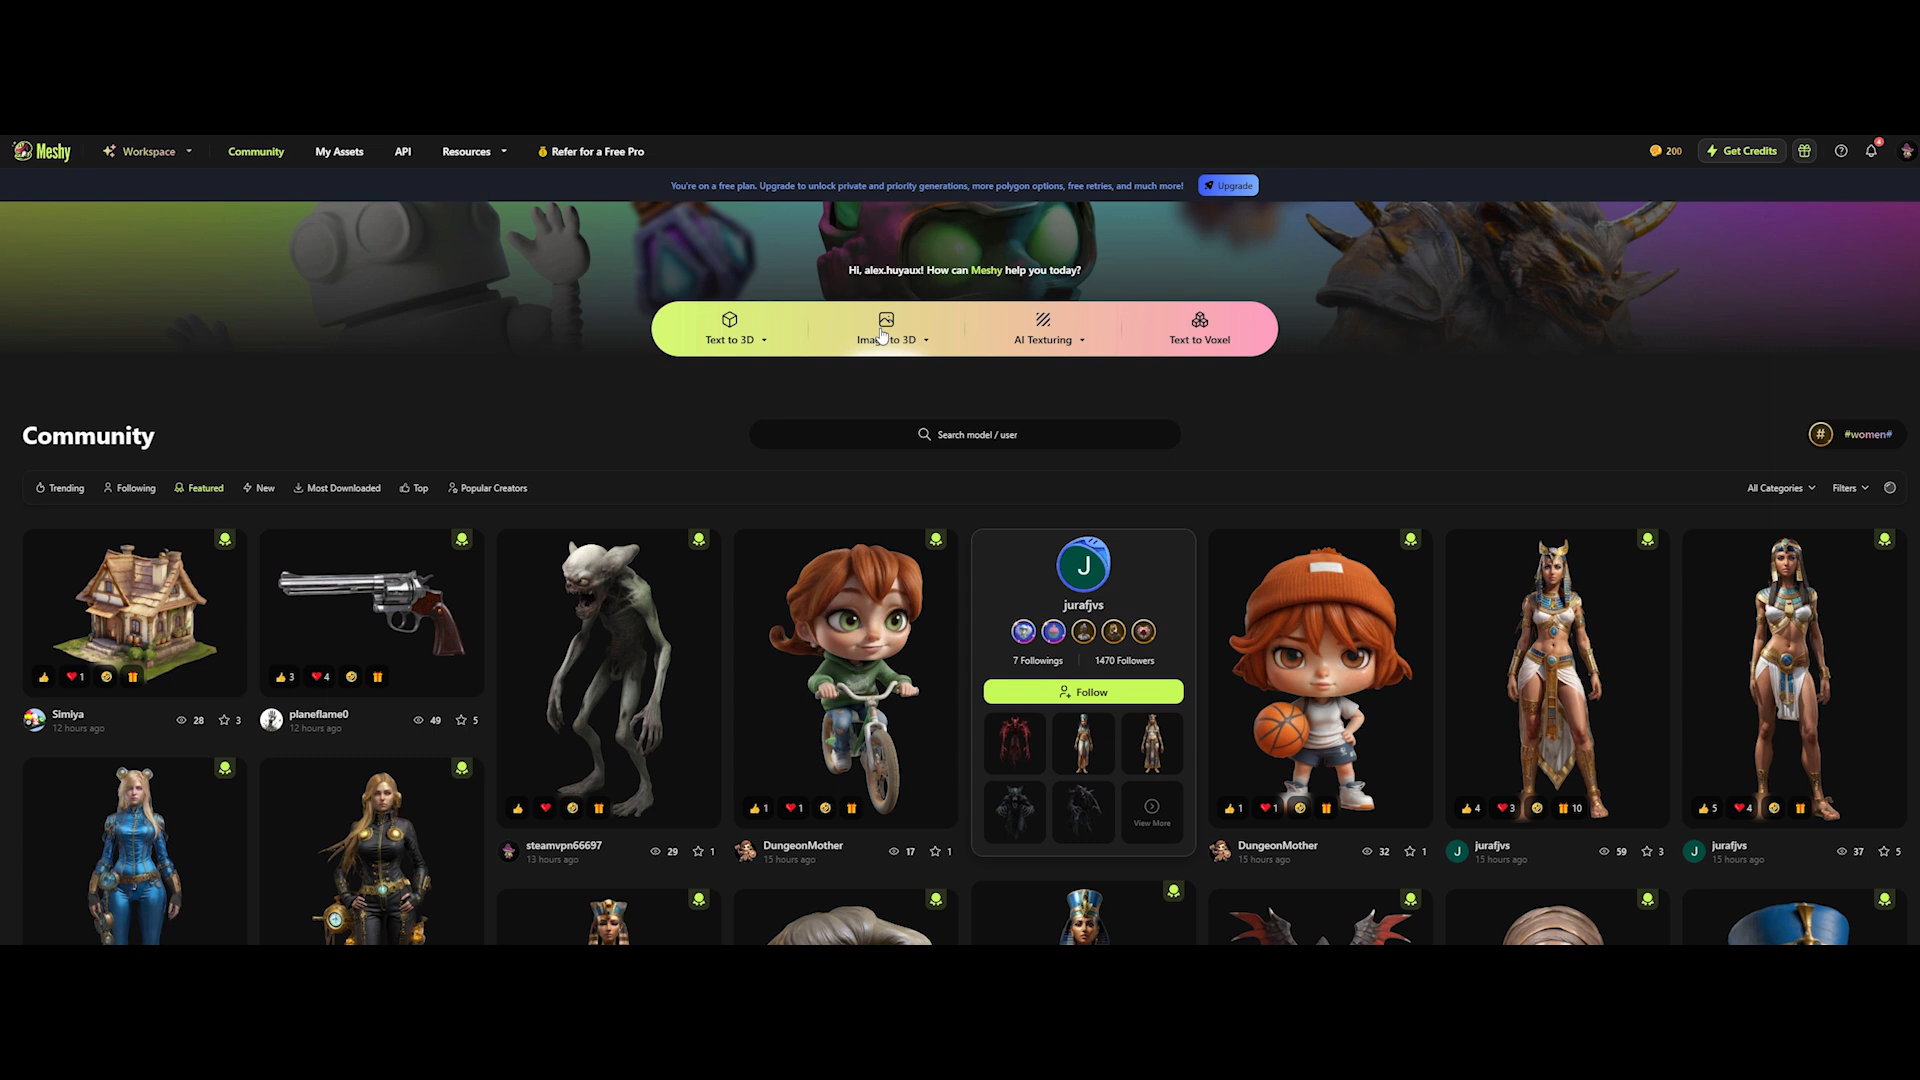 Meshy
Workspace
Community
My Assets
API
Resources
Refer for a Free Pro
200
Get Credits
4
You're on a free plan. Upgrade to unlock private and priority generations, more polygon options, free retries, and much more!
Upgrade
Hi, alex.huyaux! How can Meshy help you today?
Text to 3D
Image to 3D
AI Texturing
Text to Voxel
Community
Search model / user
#
#women#
Trending
Following
Featured
New
Most Downloaded
Top
Popular Creators
All Categories
Filters
1
3
4
1
1
J
jurafjvs
7 Followings
1470 Followers
Follow
View More
1
1
4
3
10
5
4
Simiya
12 hours ago
28
3
planeflame0
12 hours ago
49
5
steamvpn66697
13 hours ago
29
1
DungeonMother
15 hours ago
17
1
DungeonMother
15 hours ago
32
1
J
jurafjvs
15 hours ago
59
3
J
jurafjvs
15 hours ago
37
5